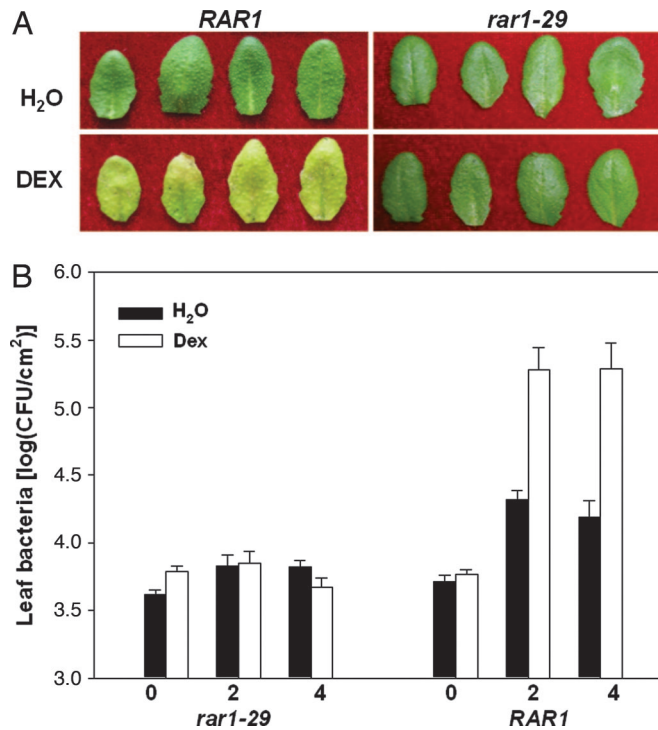 A
RAR1
rar1-29
H₂O
DEX
B
6.0
5.5
5.0
4.5
4.0
3.5
3.0
Leaf bacteria [log(CFU/cm²)]
H₂O
Dex
0 2 4 0 2 4
rar1-29 RAR1